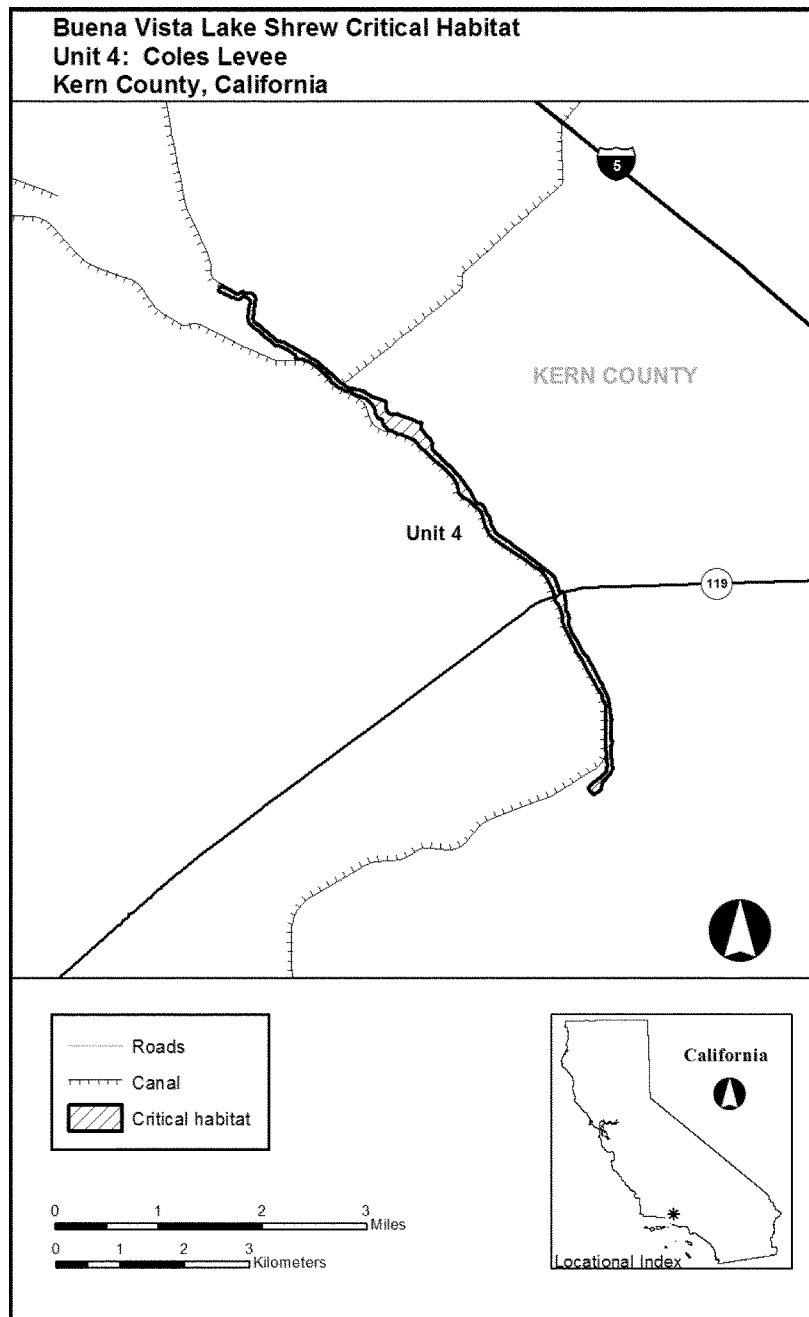 Buena Vista Lake Shrew Critical Habitat
Unit 4: Coles Levee
Kern County, California
5
KERN COUNTY
Unit 4
119
Roads
Canal
Critical habitat
0 1 2 3
Miles
0 1 2 3
Kilometers
California
Locational Index